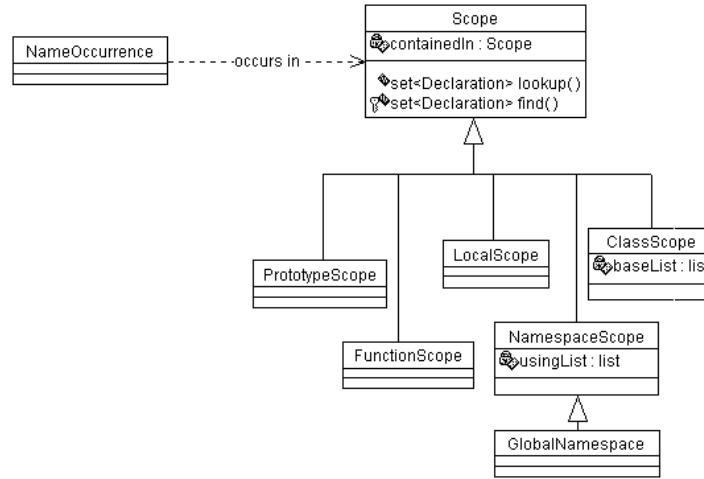 Scope
containedIn : Scope
NameOccurrence
occurs in
set<Declaration> lookup()
set<Declaration> find()
ClassScope
LocalScope
baseList : lis
PrototypeScope
NamespaceScope
FunctionScope
usingList : list
GlobalNamespace